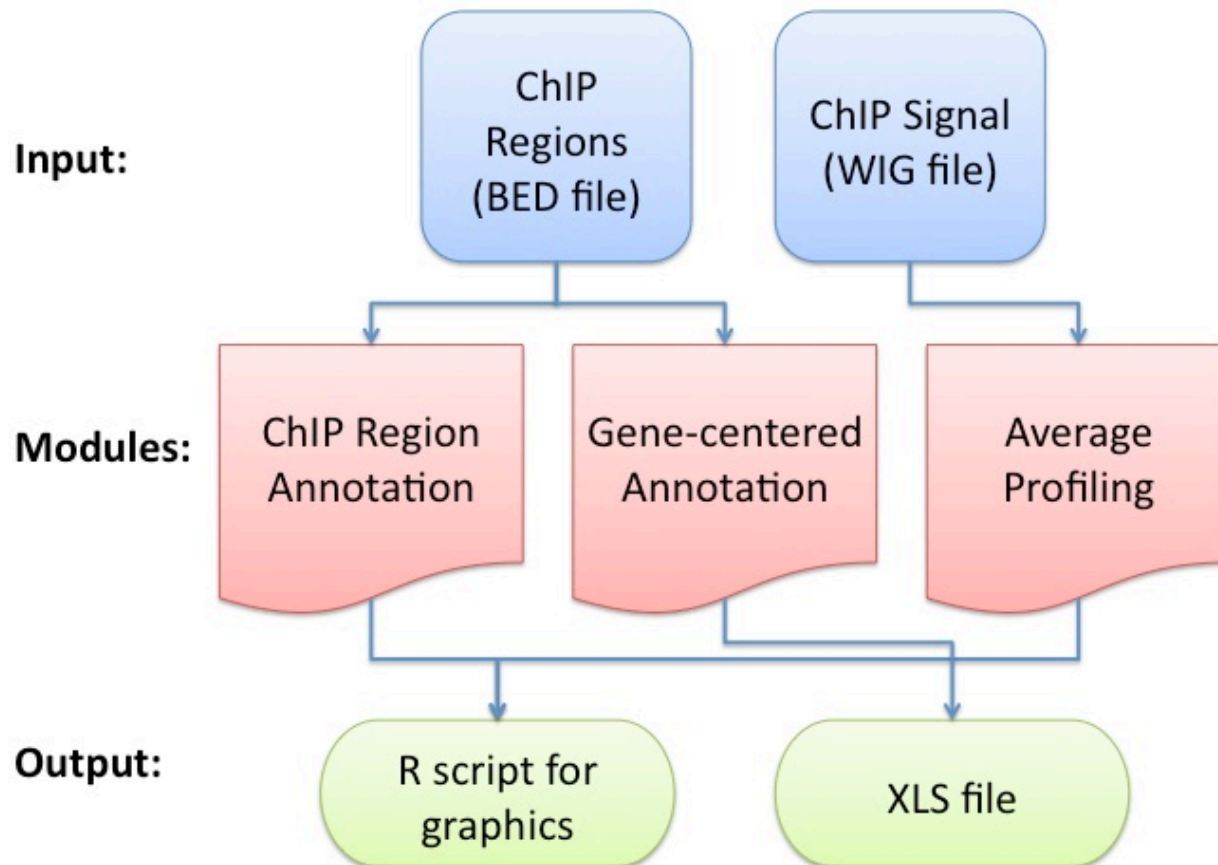 Input:
ChIP
Regions
(BED file)
ChIP Signal
(WIG file)
Modules:
ChIP Region
Annotation
Gene-centered
Annotation
Average
Profiling
Output:
R script for
graphics
XLS file